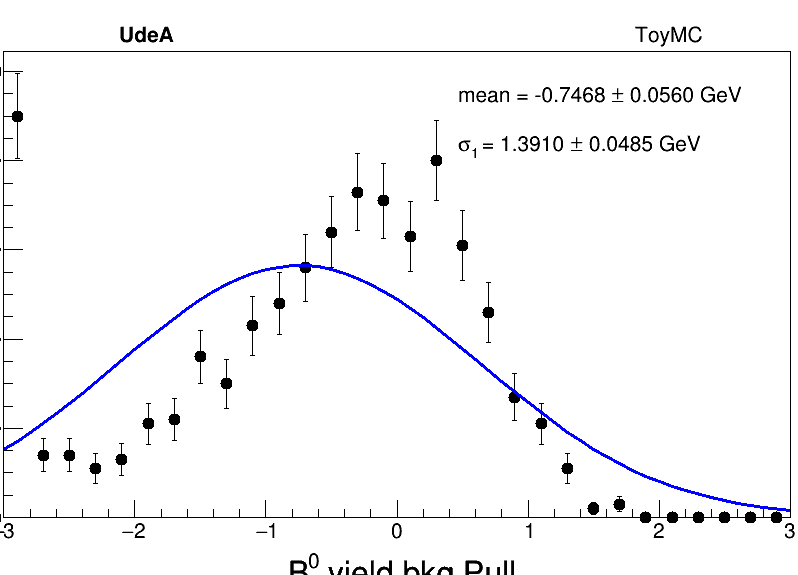 UdeA ToyMC
mean = -0.7468 ± 0.0560 GeV
σ1 = 1.3910 ± 0.0485 GeV
-3 -2 -1 0 1 2 3
B0 yield bkg Pull